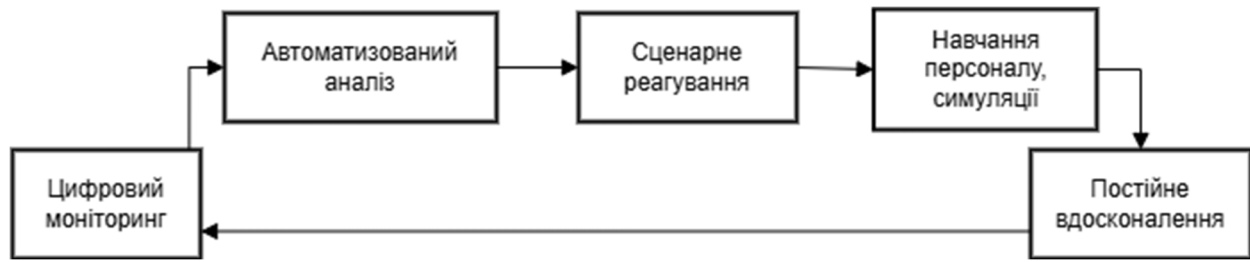 Автоматизований
аналіз
Сценарне
реагування
Навчання
персоналу,
симуляції
Цифровий
моніторинг
Постійне
вдосконалення